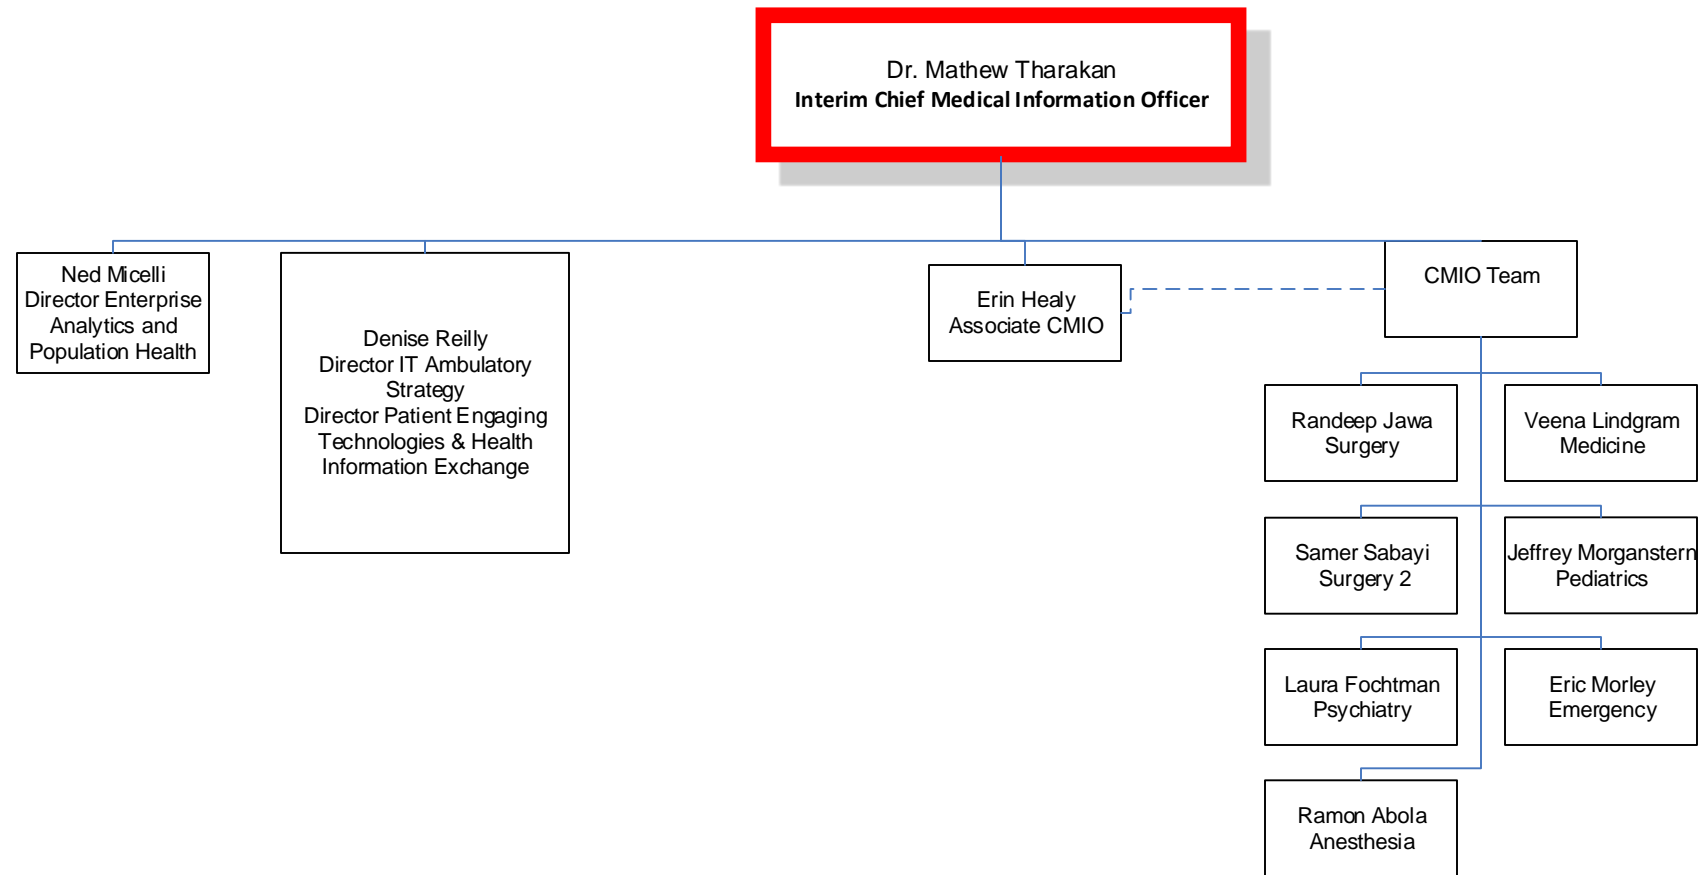 Dr. Mathew Tharakan
Interim Chief Medical Information Officer
Ned Micelli
Director Enterprise
Analytics and
Population Health
Denise Reilly
Director IT Ambulatory
Strategy
Director Patient Engaging
Technologies & Health
Information Exchange
Erin Healy
Associate CMIO
CMIO Team
Randeep Jawa
Surgery
Veena Lindgram
Medicine
Samer Sabayi
Surgery 2
Jeffrey Morganstern
Pediatrics
Laura Fochtman
Psychiatry
Eric Morley
Emergency
Ramon Abola
Anesthesia